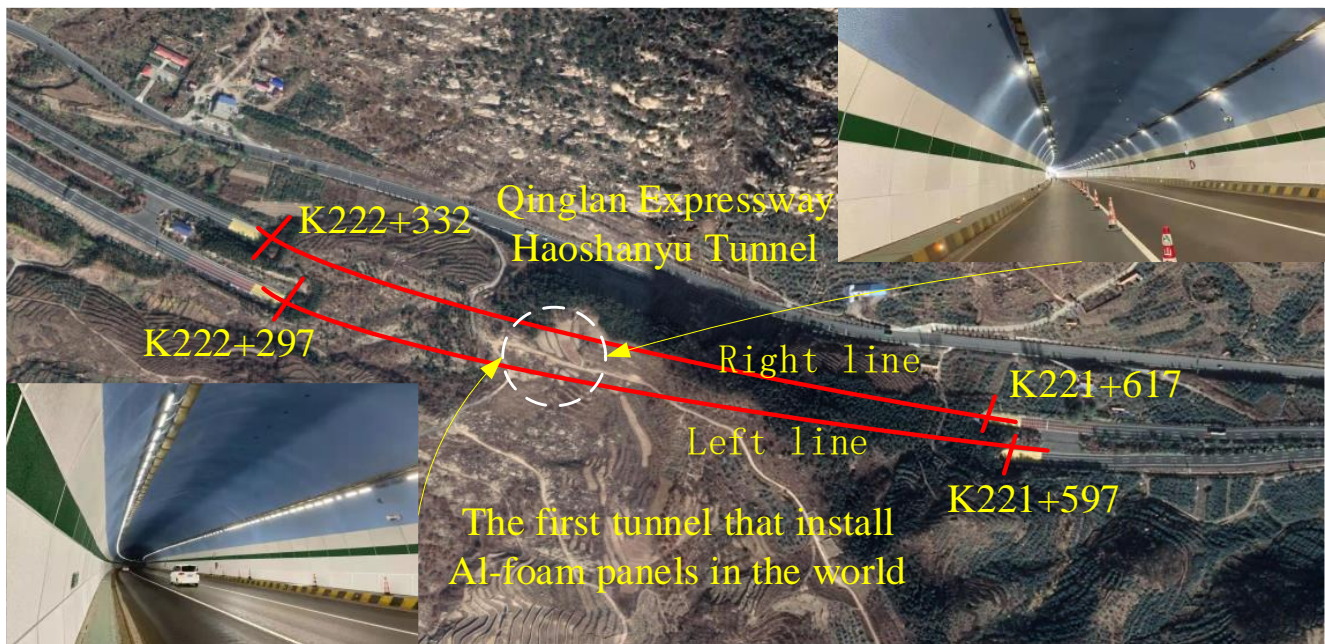 K222+332
Qinglan Expressway
Haoshanyu Tunnel
K222+297
Right line
K221+617
Left line
K221+597
The first tunnel that install
Al-foam panels in the world